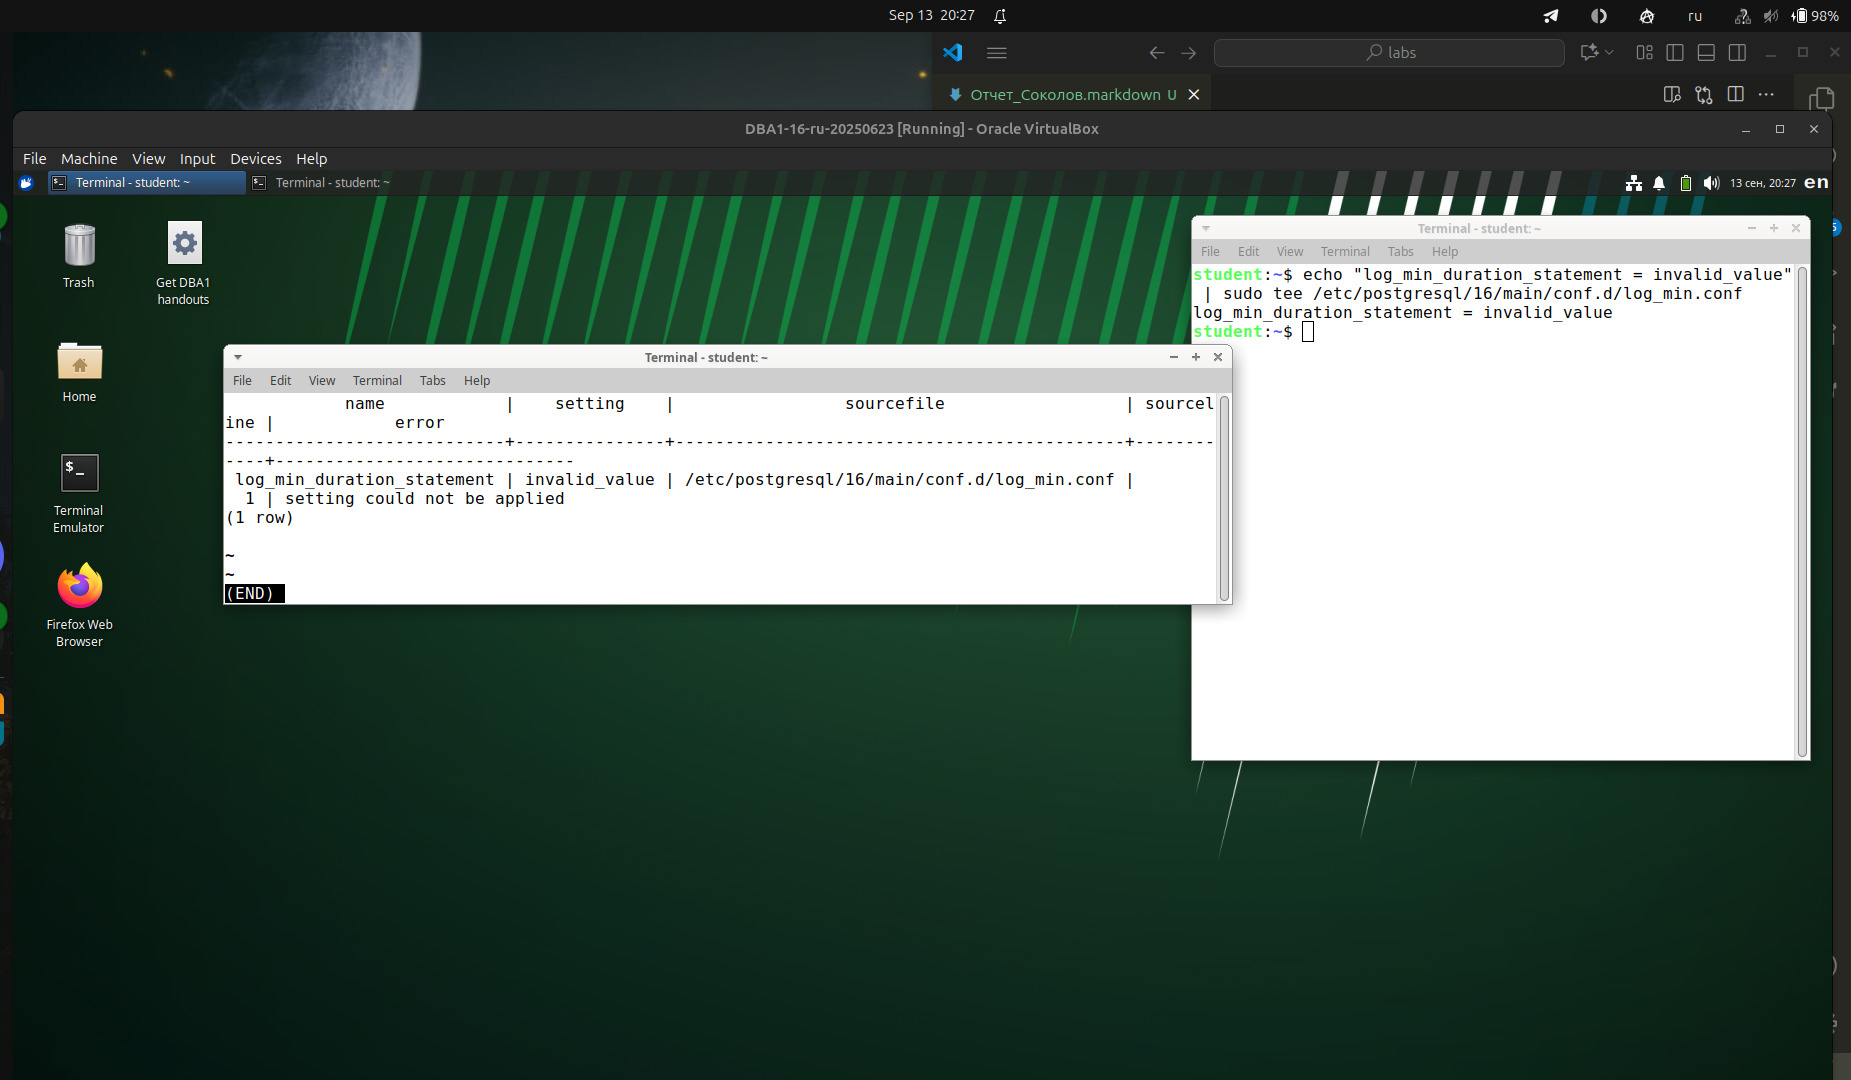 Sep 13 20:27
ru
98%
labs
Отчет_Соколов.markdown U
DBA1-16-ru-20250623 [Running] - Oracle VirtualBox
File Machine View Input Devices Help
Terminal - student: ~
Terminal - student: ~
13 сен, 20:27 en
Trash
Get DBA1
handouts
Home
Terminal
Emulator
Firefox Web
Browser
Terminal - student: ~
File Edit View Terminal Tabs Help
student:~$ echo "log_min_duration_statement = invalid_value"
| sudo tee /etc/postgresql/16/main/conf.d/log_min.conf
log_min_duration_statement = invalid_value
student:~$
Terminal - student: ~
File Edit View Terminal Tabs Help
name | setting | sourcefile | sourcel
ine | error
----------------------------+---------------+---------------------------------------------+--------
----+------------------------------
log_min_duration_statement | invalid_value | /etc/postgresql/16/main/conf.d/log_min.conf |
1 | setting could not be applied
(1 row)
~
~
(END)